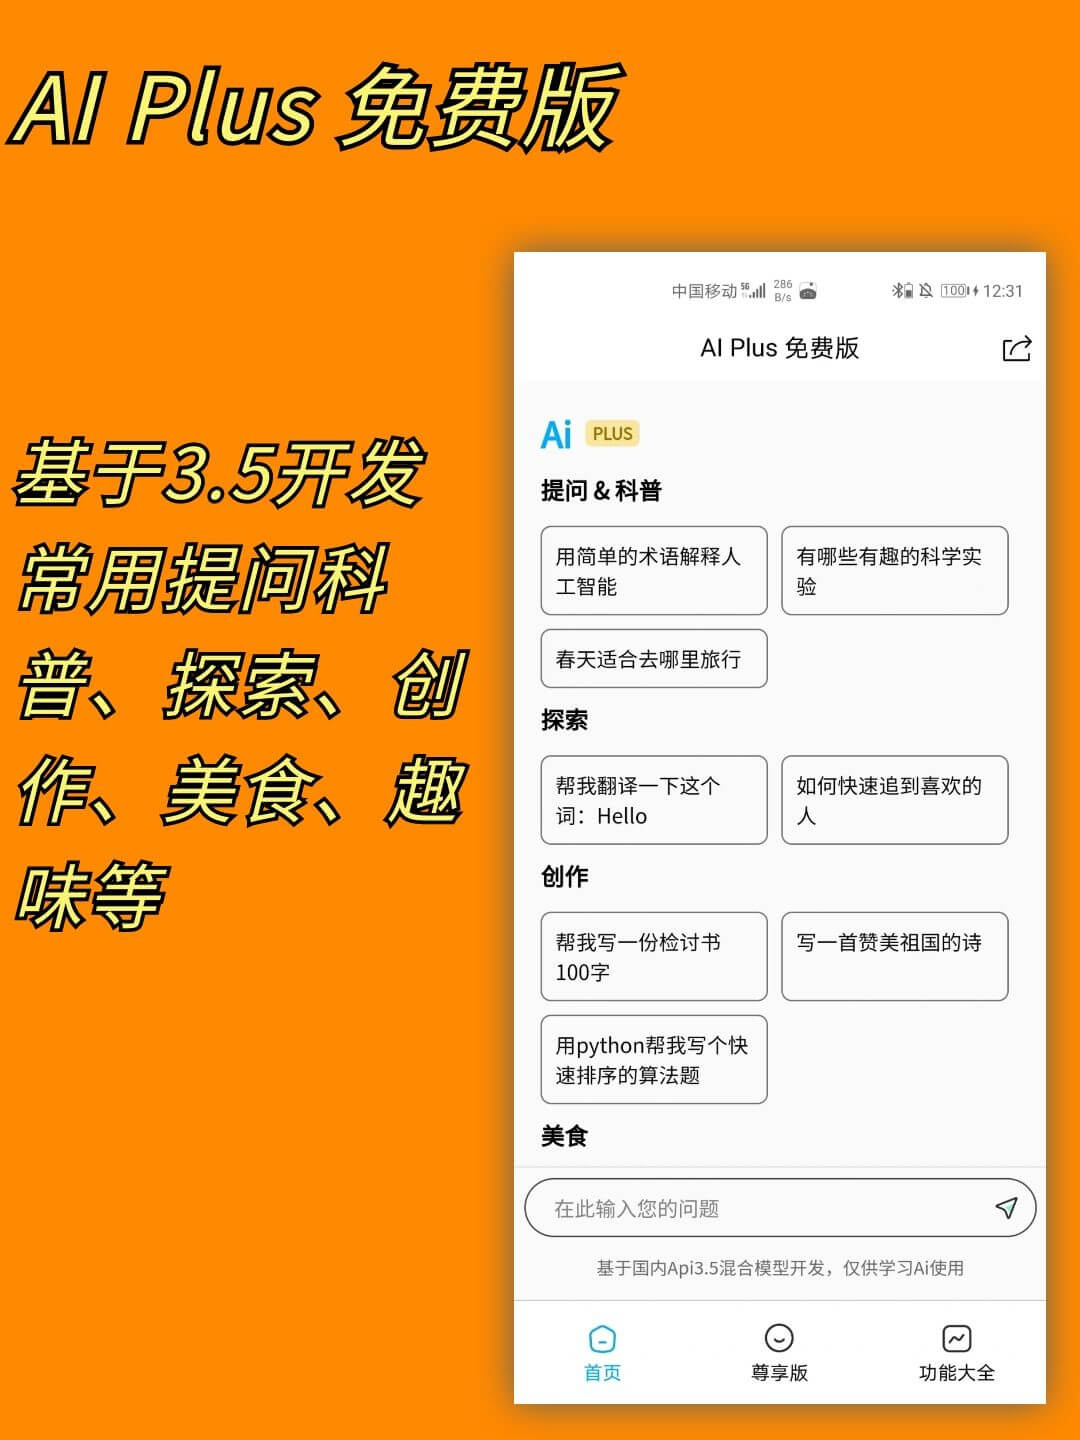 AI Plus 免费版
基于3.5开发
常用提问科
普、探索、创
作、美食、趣
味等
中国移动 5G 286 B/s 100 12:31
AI Plus 免费版
Ai PLUS
提问 & 科普
用简单的术语解释人
工智能
有哪些有趣的科学实
验
春天适合去哪里旅行
探索
帮我翻译一下这个
词：Hello
如何快速追到喜欢的
人
创作
帮我写一份检讨书
100字
写一首赞美祖国的诗
用python帮我写个快
速排序的算法题
美食
在此输入您的问题
基于国内Api3.5混合模型开发，仅供学习Ai使用
首页
尊享版
功能大全